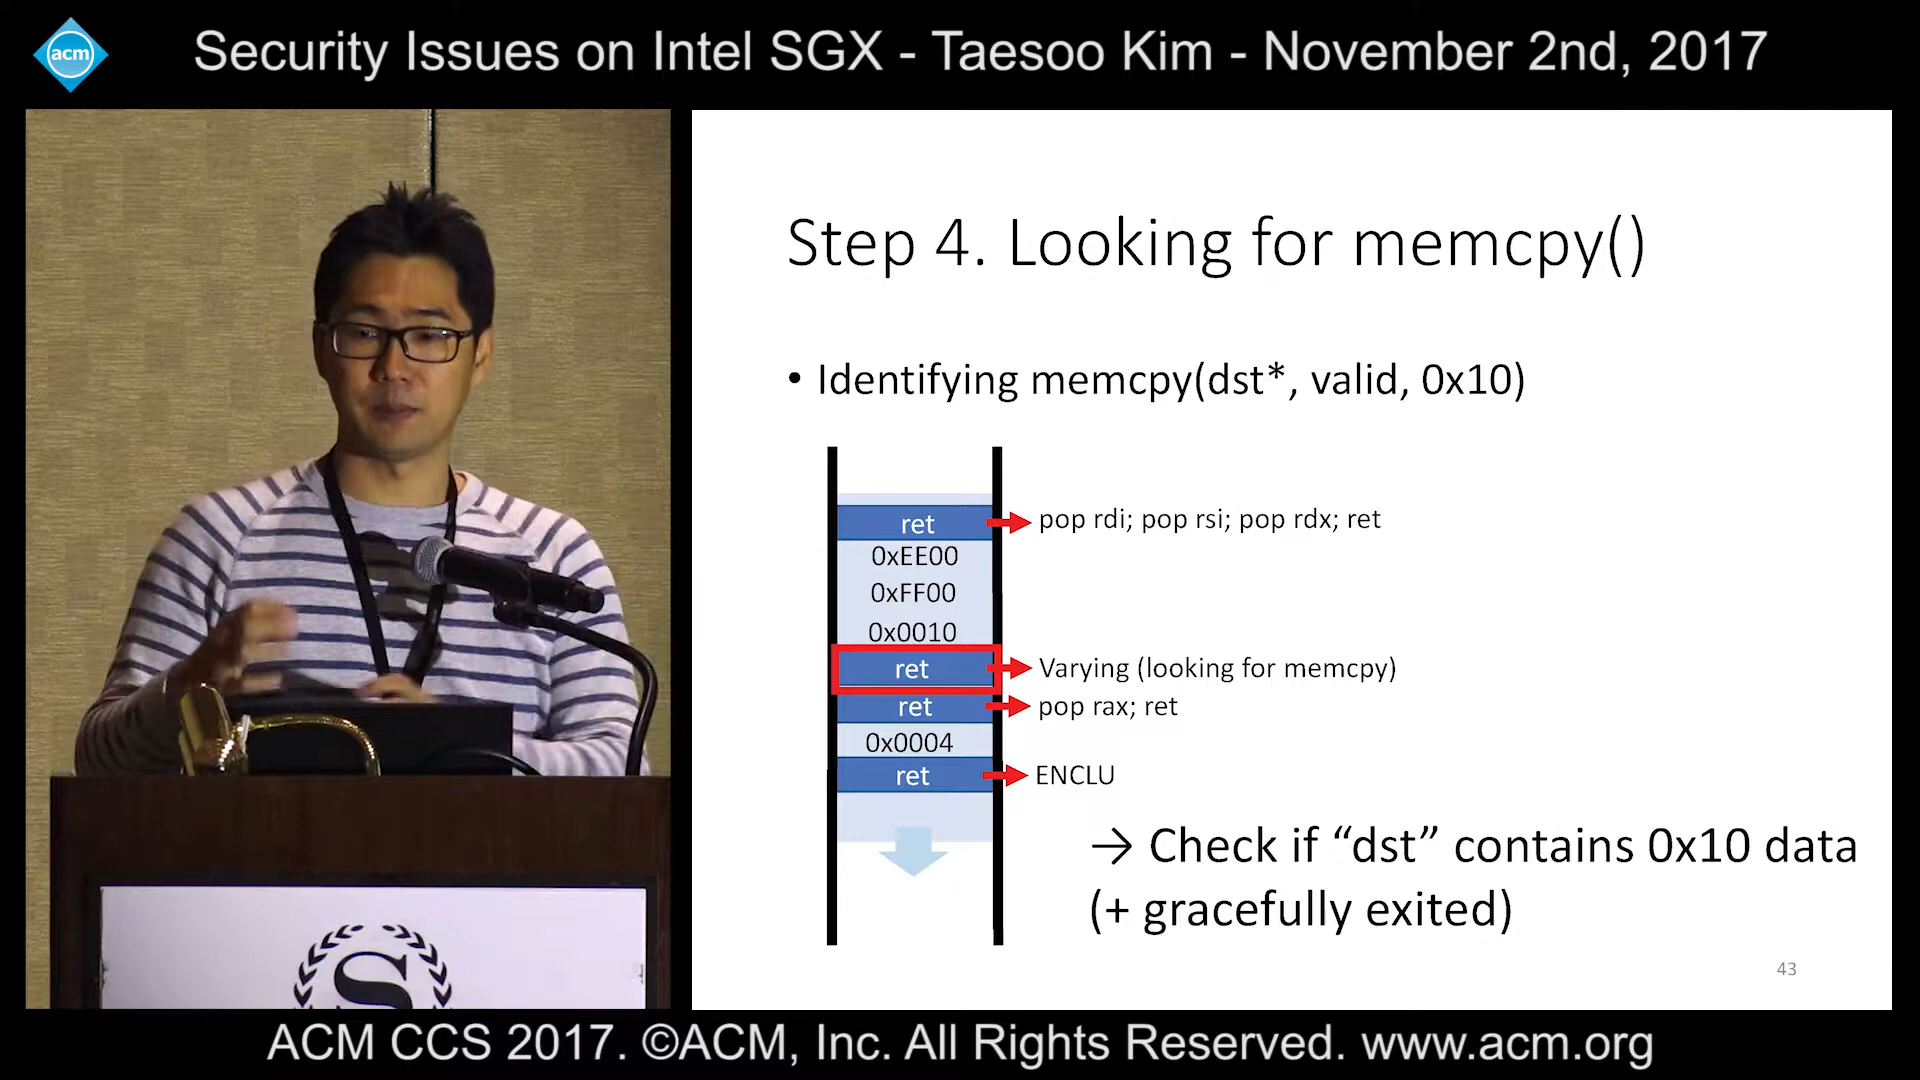 acm
Security Issues on Intel SGX - Taesoo Kim - November 2nd, 2017
Step 4. Looking for memcpy()
• Identifying memcpy(dst*, valid, 0x10)
ret
pop rdi; pop rsi; pop rdx; ret
0xEE00
0xFF00
0x0010
ret
Varying (looking for memcpy)
ret
pop rax; ret
0x0004
ret
ENCLU
→ Check if “dst” contains 0x10 data
(+ gracefully exited)
43
S
ACM CCS 2017. ©ACM, Inc. All Rights Reserved. www.acm.org